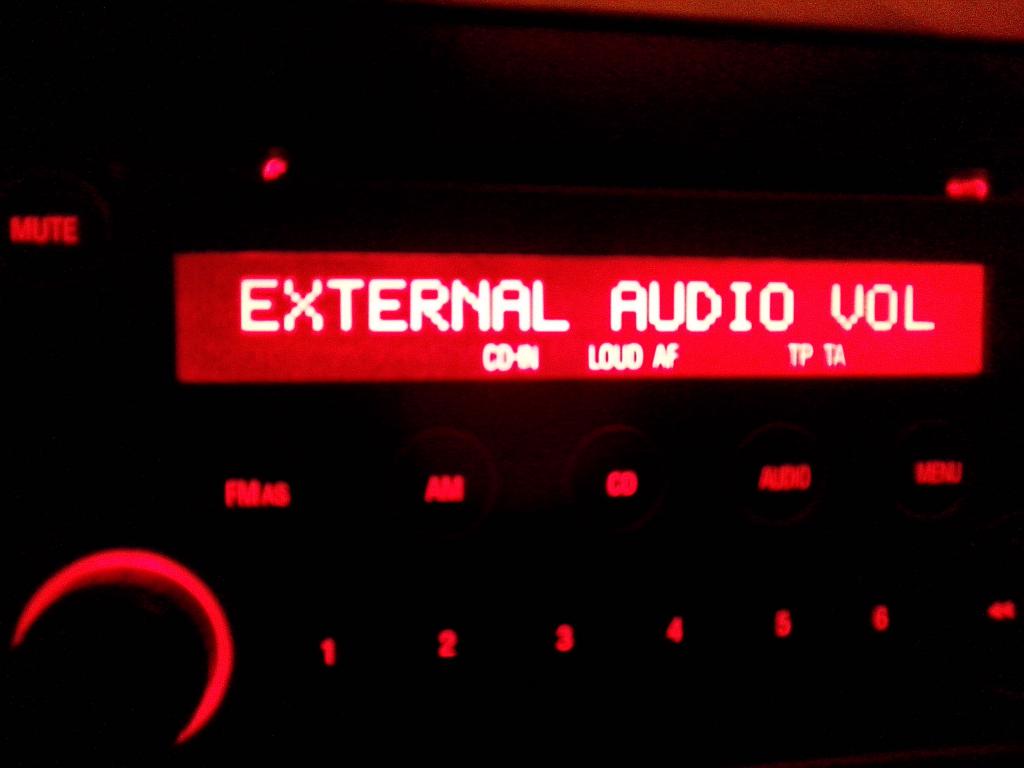 MUTE
EXTERNAL AUDIO VOL
CD-IN LOUD AF TP TA
FMAS AM CD AUDIO MENU
1 2 3 4 5 6